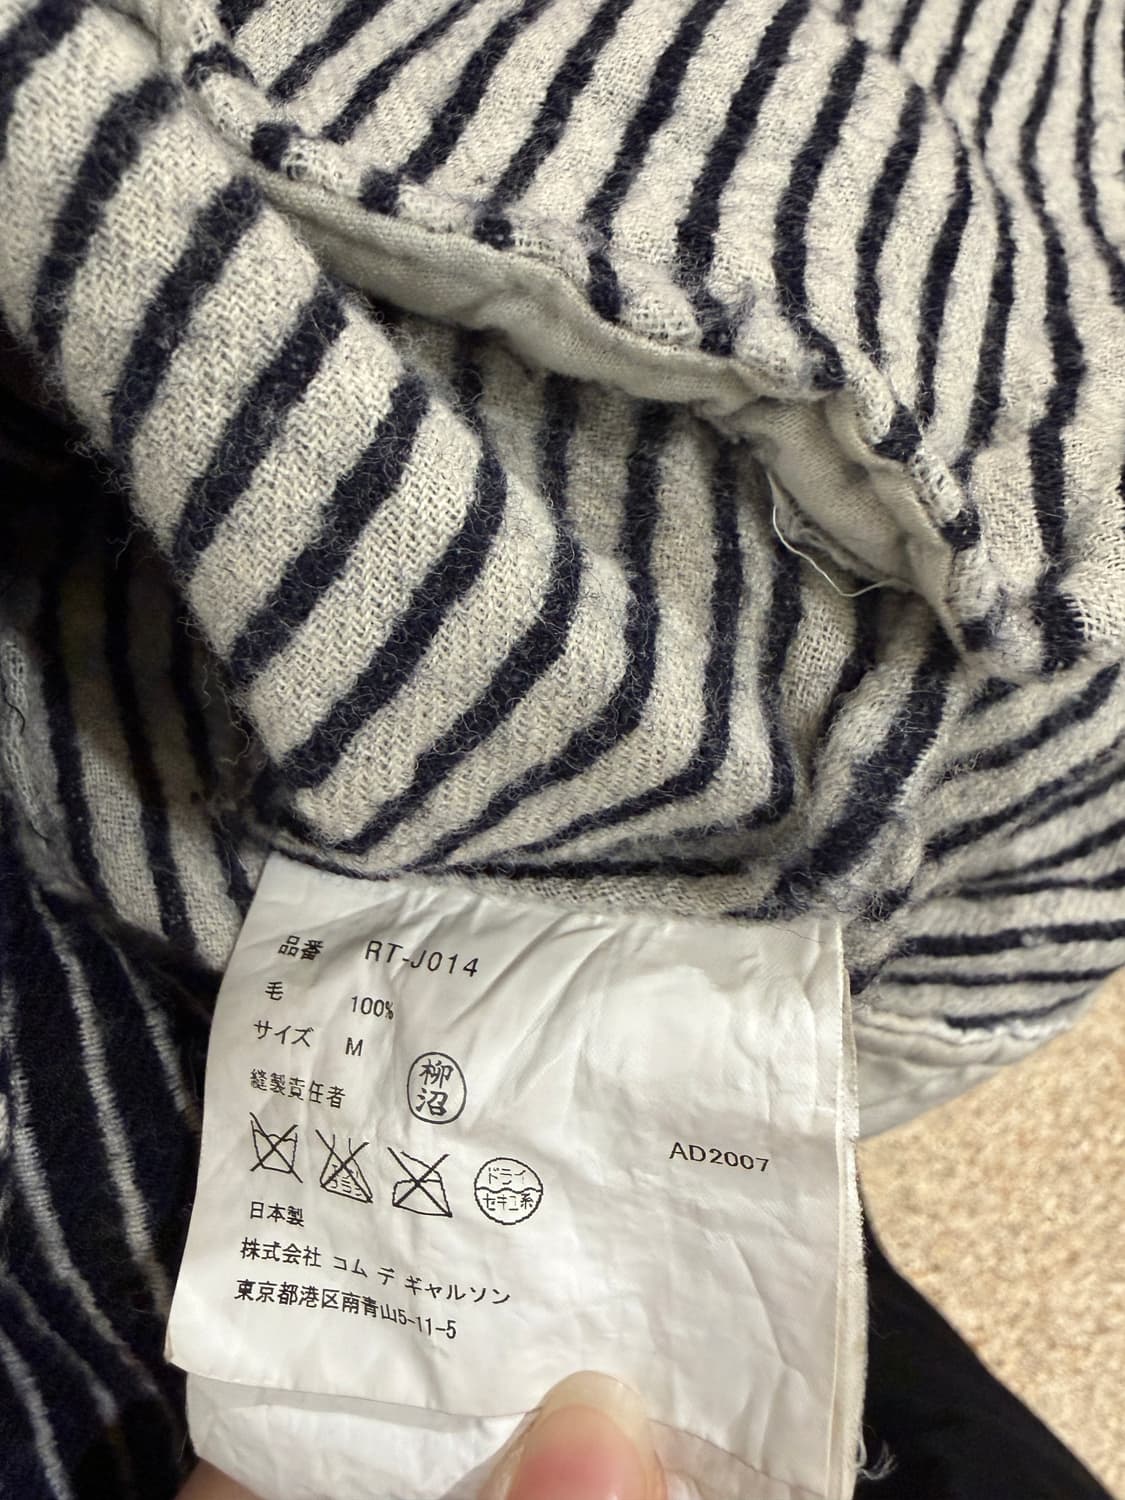 品番 RT-J014
毛 100%
サイズ M
縫製責任者 柳沼
ドライ
セキユ系
AD2007
日本製
株式会社 コム デ ギャルソン
東京都港区南青山5-11-5